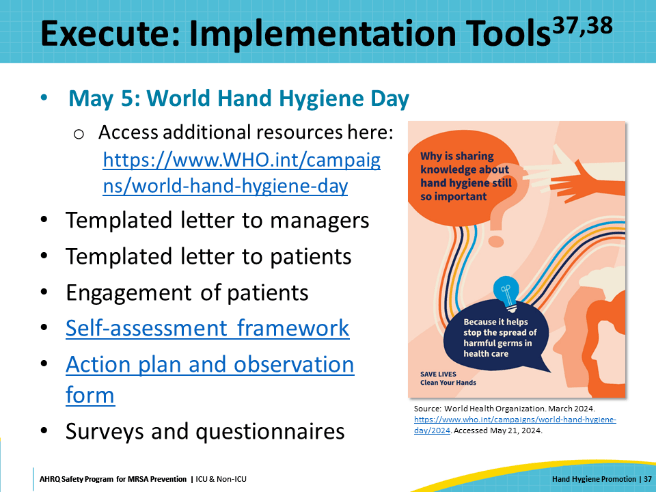 Execute: Implementation Tools37,38
• May 5: World Hand Hygiene Day
o Access additional resources here:
https://www.WHO.int/campaig
ns/world-hand-hygiene-day
• Templated letter to managers
• Templated letter to patients
• Engagement of patients
• Self-assessment framework
• Action plan and observation
form
• Surveys and questionnaires
Why is sharing
knowledge about
hand hygiene still
so important
?
Because it helps
stop the spread of
harmful germs in
health care
SAVE LIVES
Clean Your Hands
Source: World Health Organization. March 2024.
https://www.who.int/campaigns/world-hand-hygiene-
day/2024. Accessed May 21, 2024.
AHRQ Safety Program for MRSA Prevention | ICU & Non-ICU
Hand Hygiene Promotion | 37